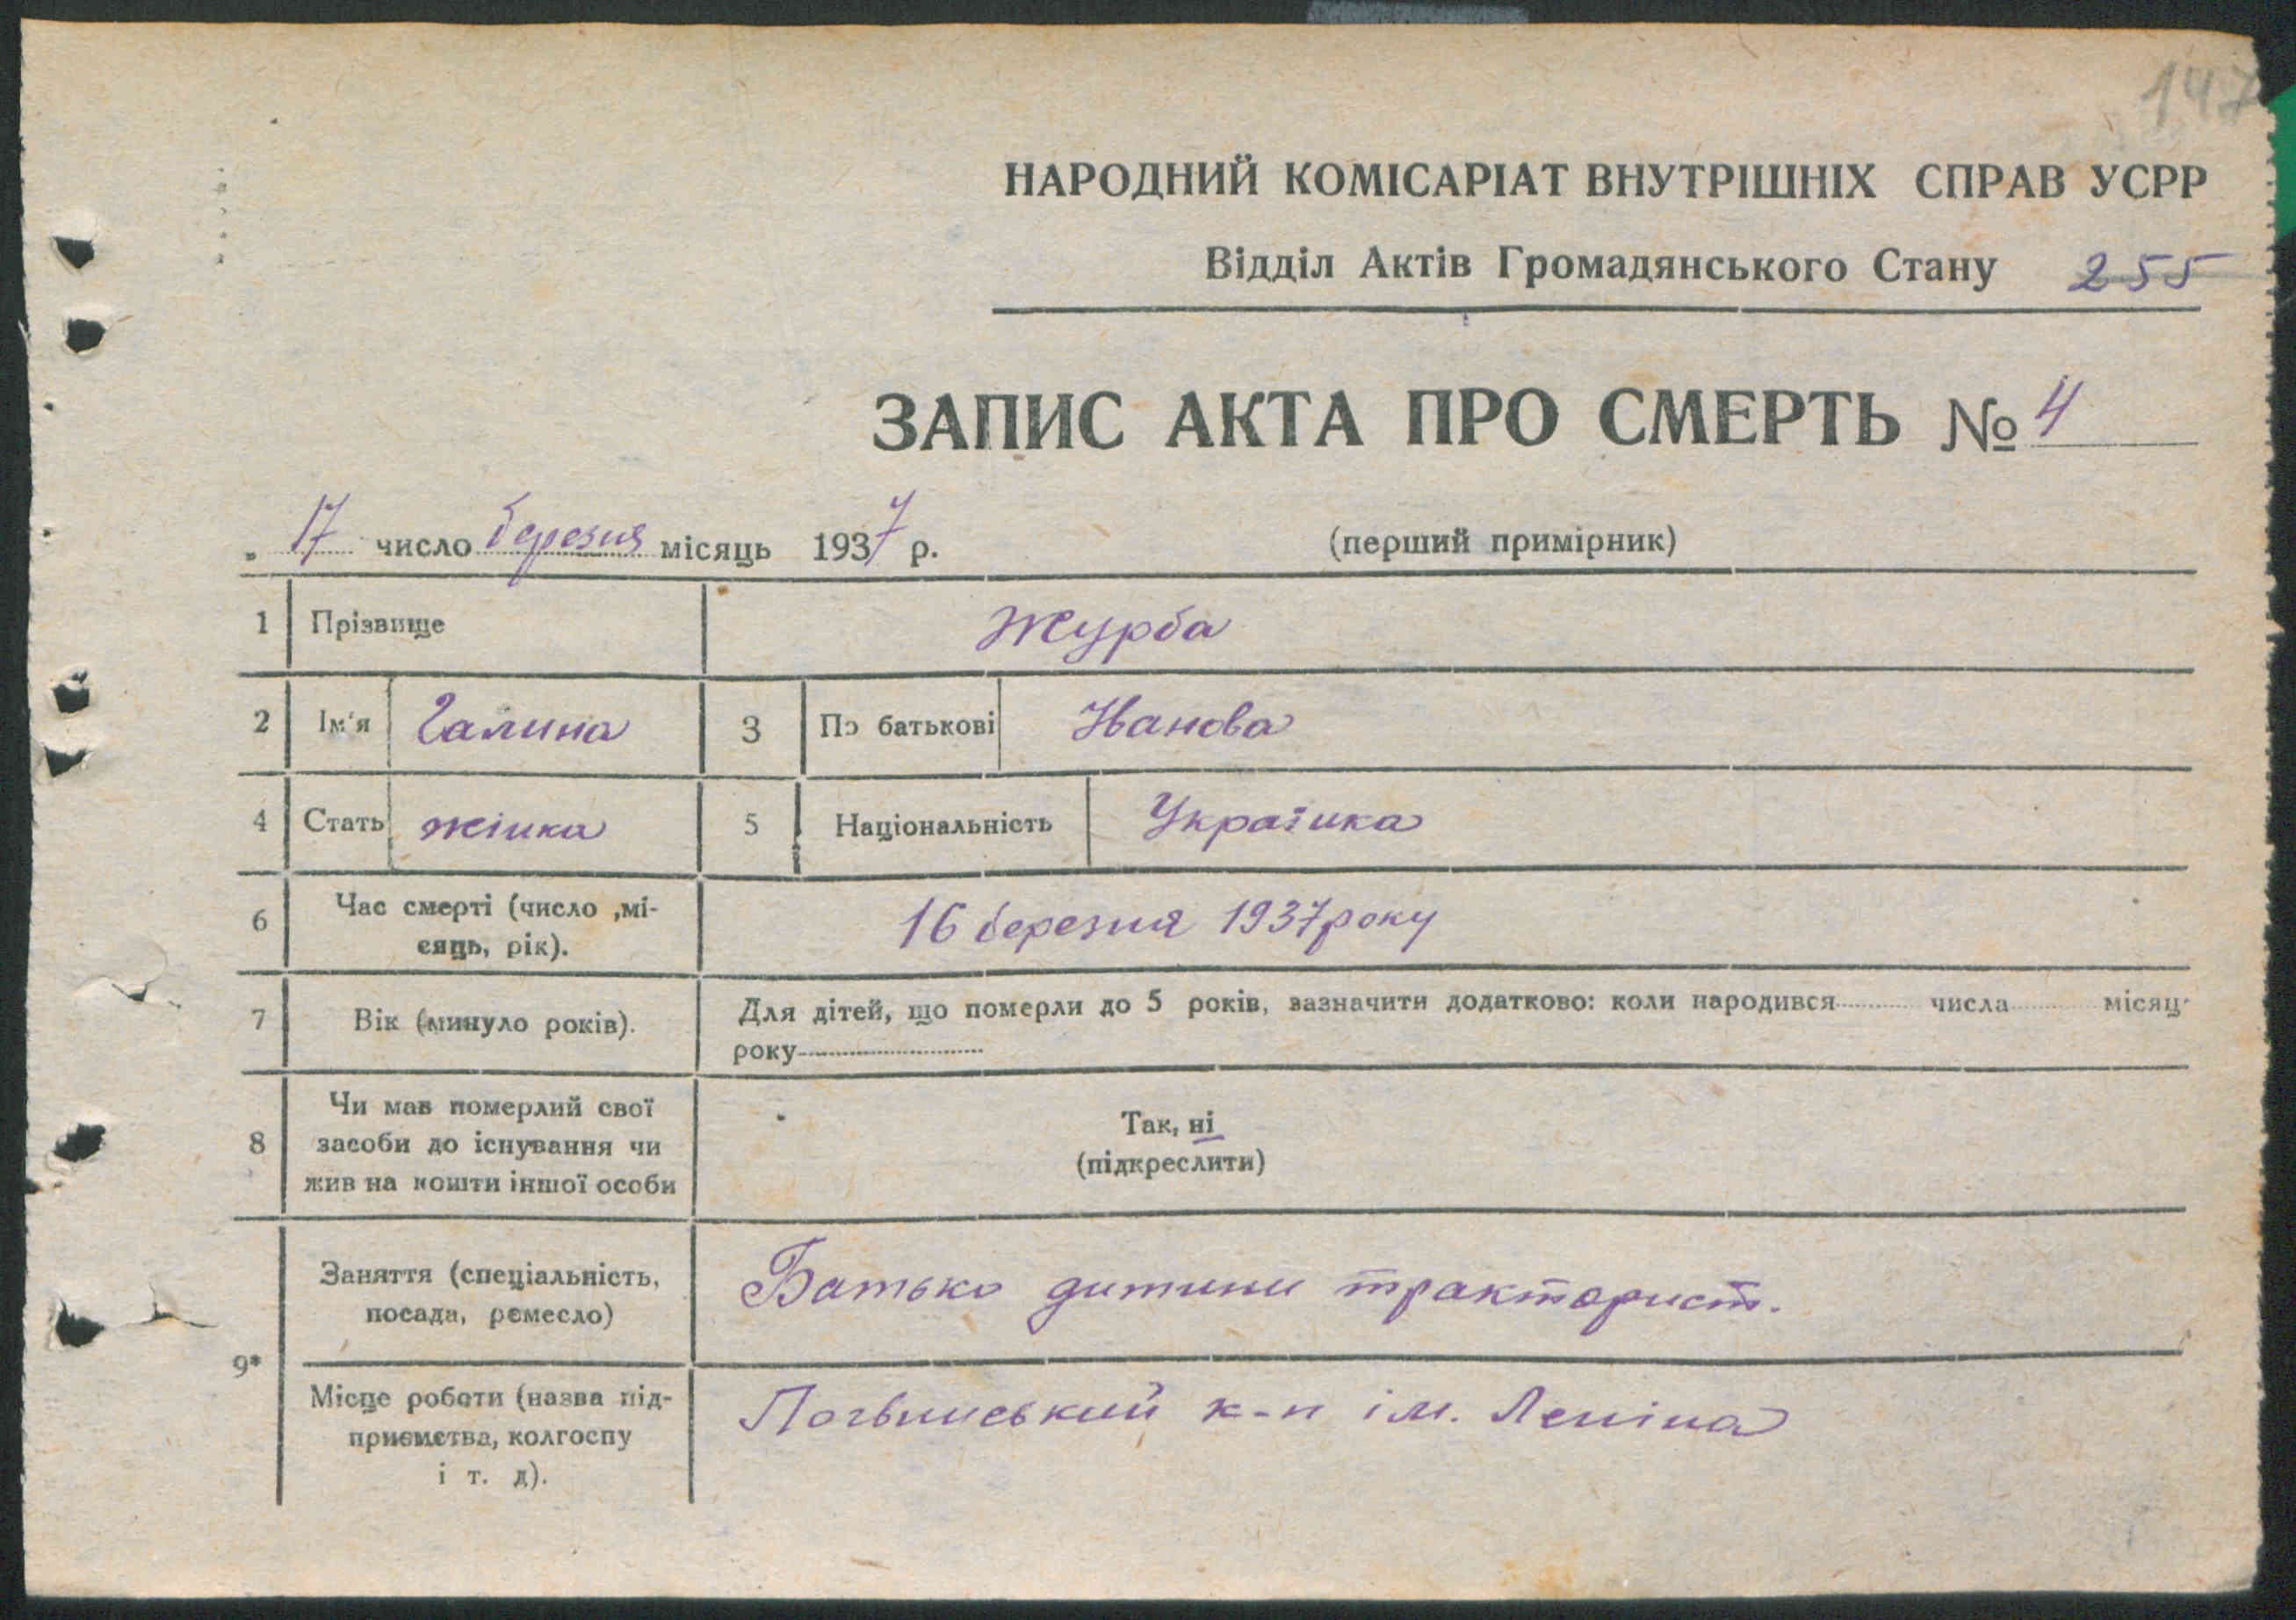 147
НАРОДНИЙ КОМІСАРІАТ ВНУТРІШНІХ СПРАВ УСРР
Відділ Актів Громадянського Стану 255
ЗАПИС АКТА ПРО СМЕРТЬ № 4
„ 17 число березня місяць 1937 р. (перший примірник)
1 Прізвище Журба
2 Ім'я Галина 3 По батькові Іванова
4 Стать жінка 5 Національність Українка
6 Час смерті (число ,мі-
сяць, рік). 16 березня 1937 року
7 Вік (минуло років). Для дітей, що померли до 5 років, зазначити додатково: коли народився числа місяц
року
8 Чи мав померлий свої
засоби до існування чи
жив на кошти іншої особи
Так, ні
(підкреслити)
9*
Заняття (спеціальність,
посада, ремесло) Батько дитини тракторист.
Місце роботи (назва під-
приємства, колгоспу
і т. д). к-п ім. Леніна